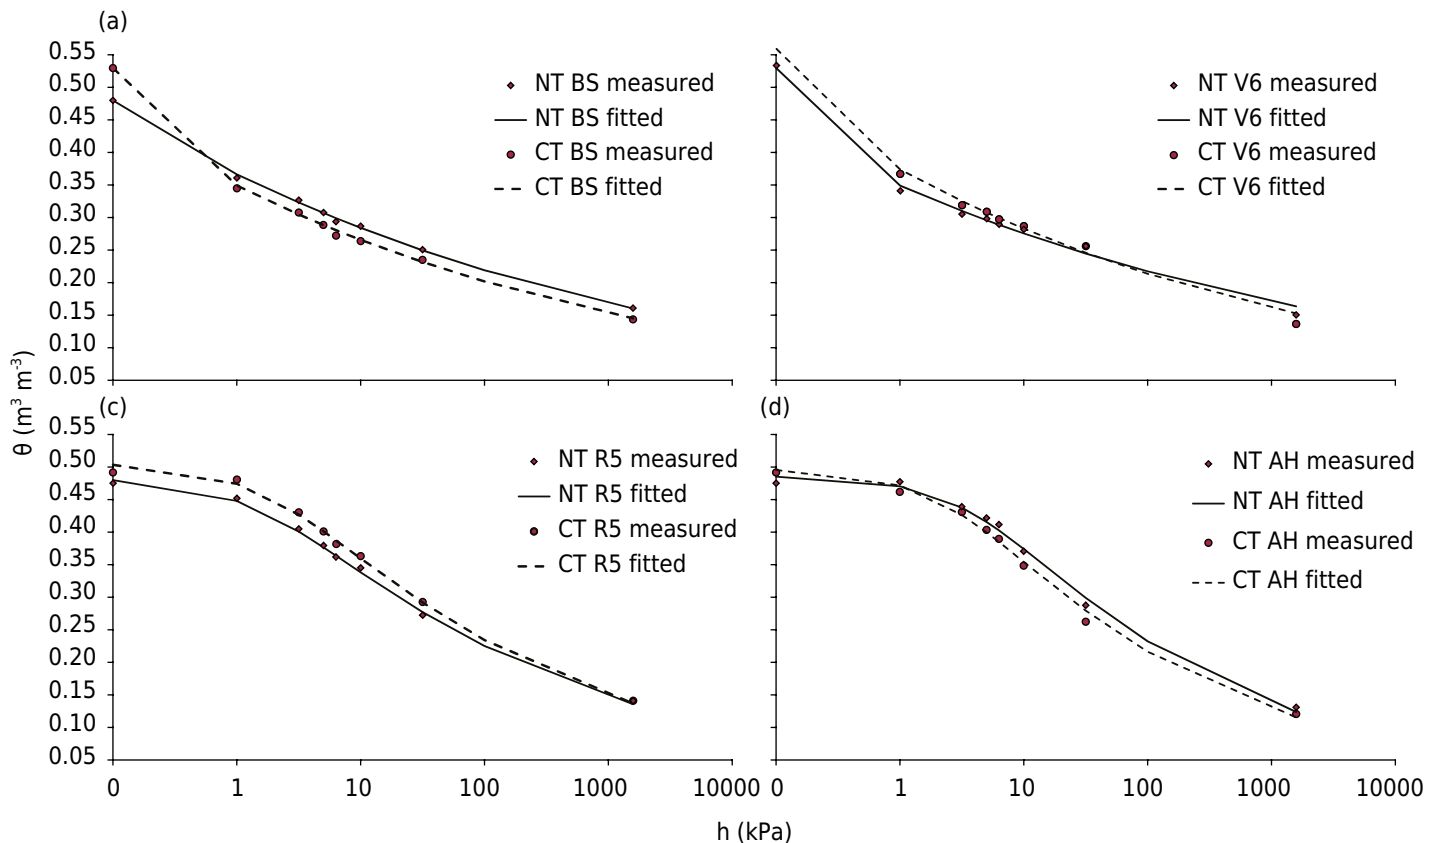 (a)
0.55
0.50
0.45
0.40
0.35
0.30
0.25
0.20
0.15
0.10
0.05
NT BS measured
NT BS fitted
CT BS measured
CT BS fitted
NT V6 measured
NT V6 fitted
CT V6 measured
CT V6 fitted
θ (m³ m⁻³)
(c)
0.55
0.50
0.45
0.40
0.35
0.30
0.25
0.20
0.15
0.10
0.05
NT R5 measured
NT R5 fitted
CT R5 measured
CT R5 fitted
0 1 10 100 10000
(d)
NT AH measured
NT AH fitted
CT AH measured
CT AH fitted
0 1 10 100 1000 10000
h (kPa)